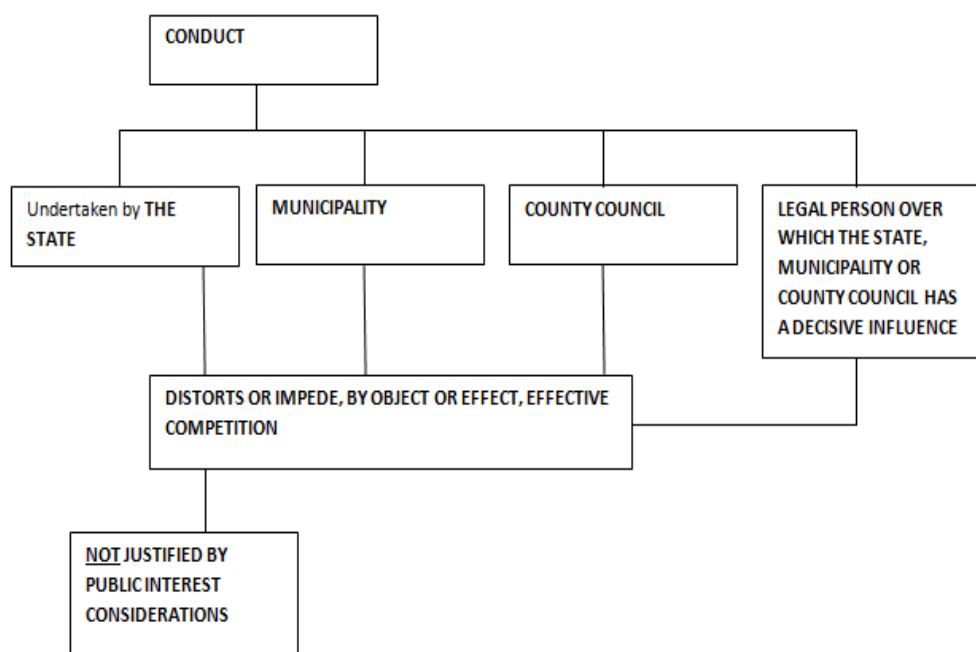 CONDUCT
Undertaken by THE
STATE
MUNICIPALITY
COUNTY COUNCIL
LEGAL PERSON OVER
WHICH THE STATE,
MUNICIPALITY OR
COUNTY COUNCIL HAS
A DECISIVE INFLUENCE
DISTORTS OR IMPEDE, BY OBJECT OR EFFECT, EFFECTIVE
COMPETITION
NOT JUSTIFIED BY
PUBLIC INTEREST
CONSIDERATIONS